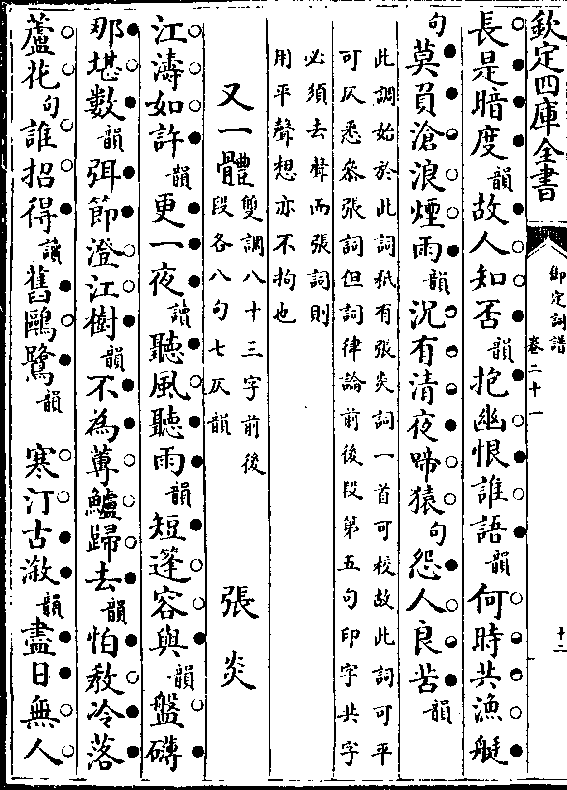 欽定四庫全書
御定詞譜
卷二十一
十二
長是暗度韻故人知否韻抱幽恨誰語韻何時共漁艇
句莫負滄浪煙雨韻況有清夜啼猿句怨人良苦韻
此調始於此詞秪有張炎詞一首可校故此詞可平
可仄悉叅張詞但詞律論前後段第五句印字共字
必須去聲而張詞則
用平聲想亦不拘也
又一體
雙調八十三字前後
段各八句七仄韻
張炎
江濤如許韻更一夜讀聽風聽雨韻短蓬容與韻盤礴
那堪數韻弭節澄江樹韻不為蓴鱸歸去韻怕教冷落
蘆花句誰招得讀舊鷗鷺韻 寒汀古溆韻盡日無人